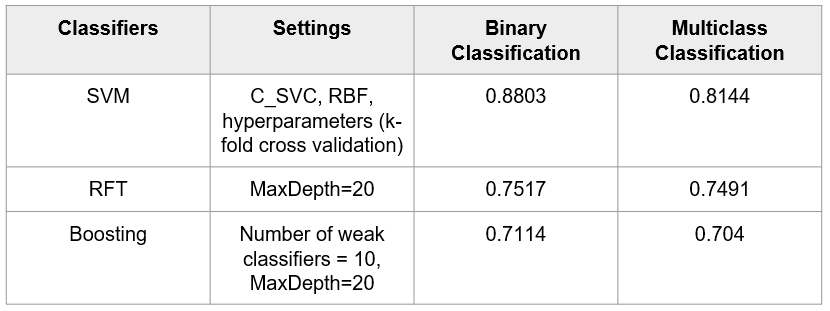 Classifiers
Settings
Binary
Classification
Multiclass
Classification
SVM
C_SVC, RBF,
hyperparameters (k-
fold cross validation)
0.8803
0.8144
RFT
MaxDepth=20
0.7517
0.7491
Boosting
Number of weak
classifiers = 10,
MaxDepth=20
0.7114
0.704